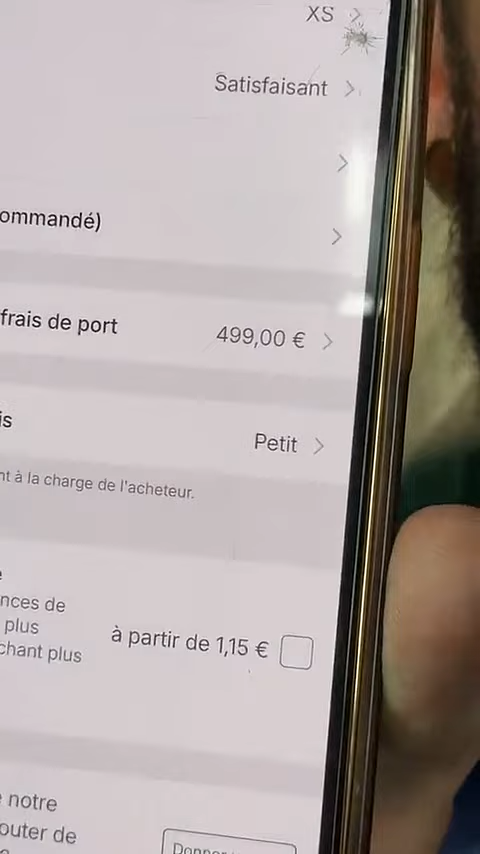 XS
Satisfaisant
ommandé)
frais de port 499,00 €
is
Petit
nt à la charge de l'acheteur.
e
nces de
plus
chant plus
à partir de 1,15 €
notre
outer de